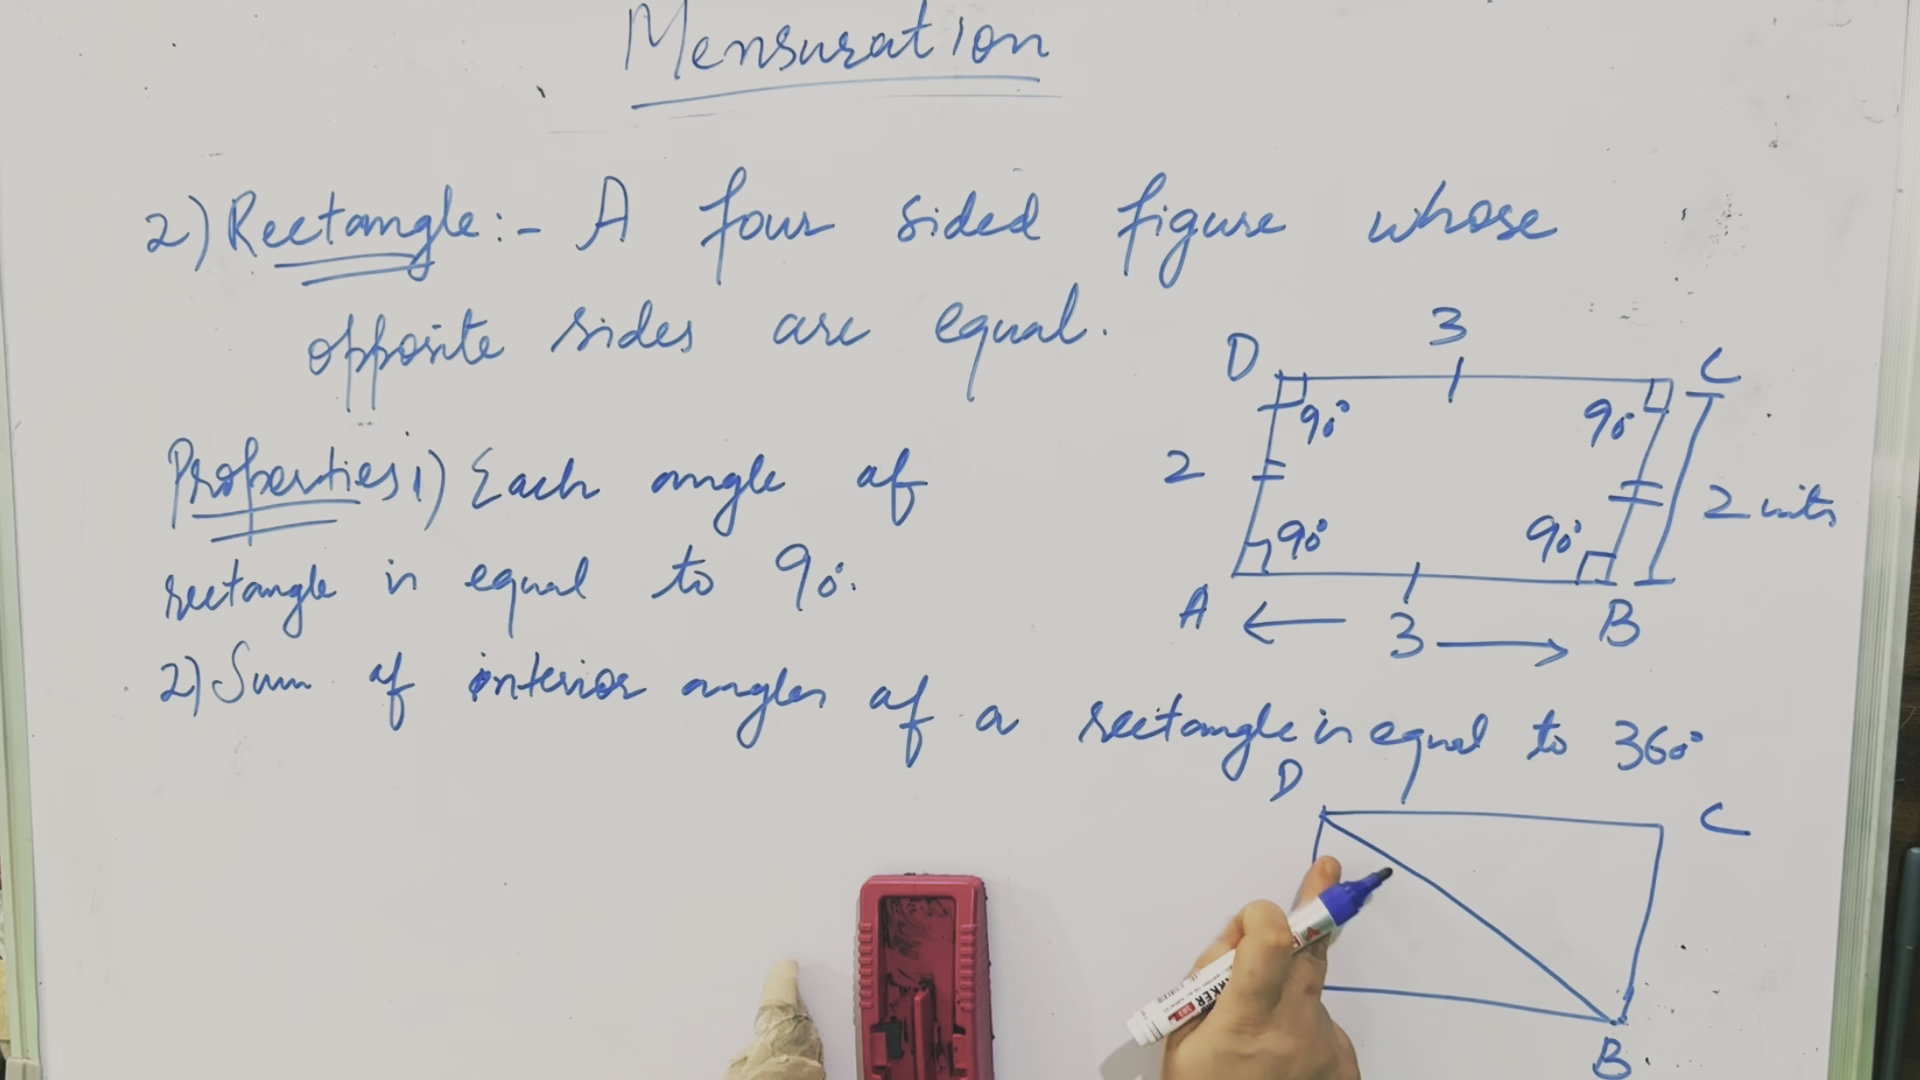 Mensuration
2) Rectangle:- A four sided figure whose
opposite sides are equal.
Properties 1) Each angle of
rectangle is equal to 90°.
2) Sum of interior angles of a rectangle is equal to 360°
D 3 C
90° 90°
2 2 units
90° 90°
A 3 B
D C
B
MARKER